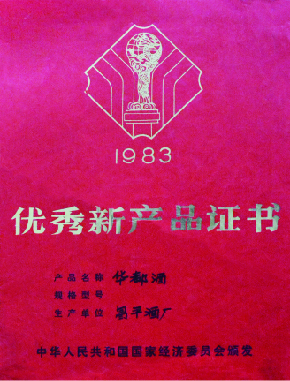 1983
优秀新产品证书
产品名称 华都酒
规格型号
生产单位 昌平酒厂
中华人民共和国国家经济委员会颁发